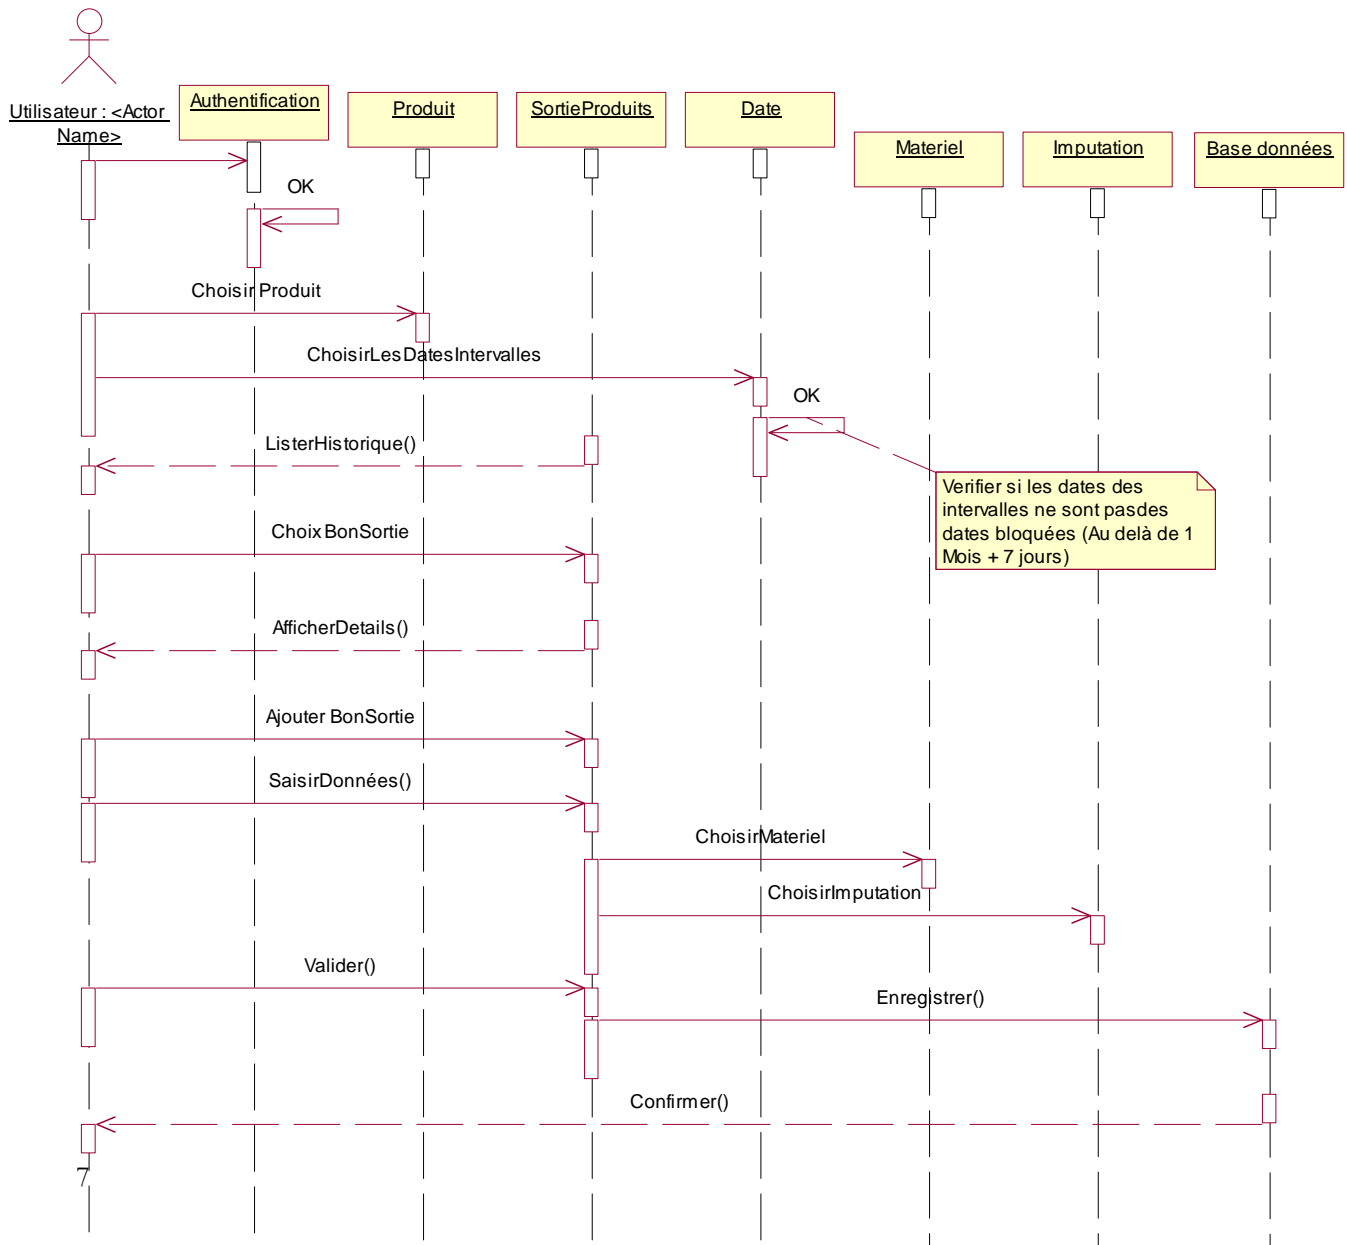 Utilisateur : <Actor
Name>
Authentification
Produit
SortieProduits
Date
Materiel
Imputation
Base données
OK
Choisir Produit
ChoisirLesDatesIntervalles
OK
ListerHistorique()
Verifier si les dates des
intervalles ne sont pasdes
dates bloquées (Au delà de 1
Mois + 7 jours)
Choix BonSortie
AfficherDetails()
Ajouter BonSortie
SaisirDonnées()
ChoisirMateriel
ChoisirImputation
Valider()
Enregistrer()
Confirmer()
7